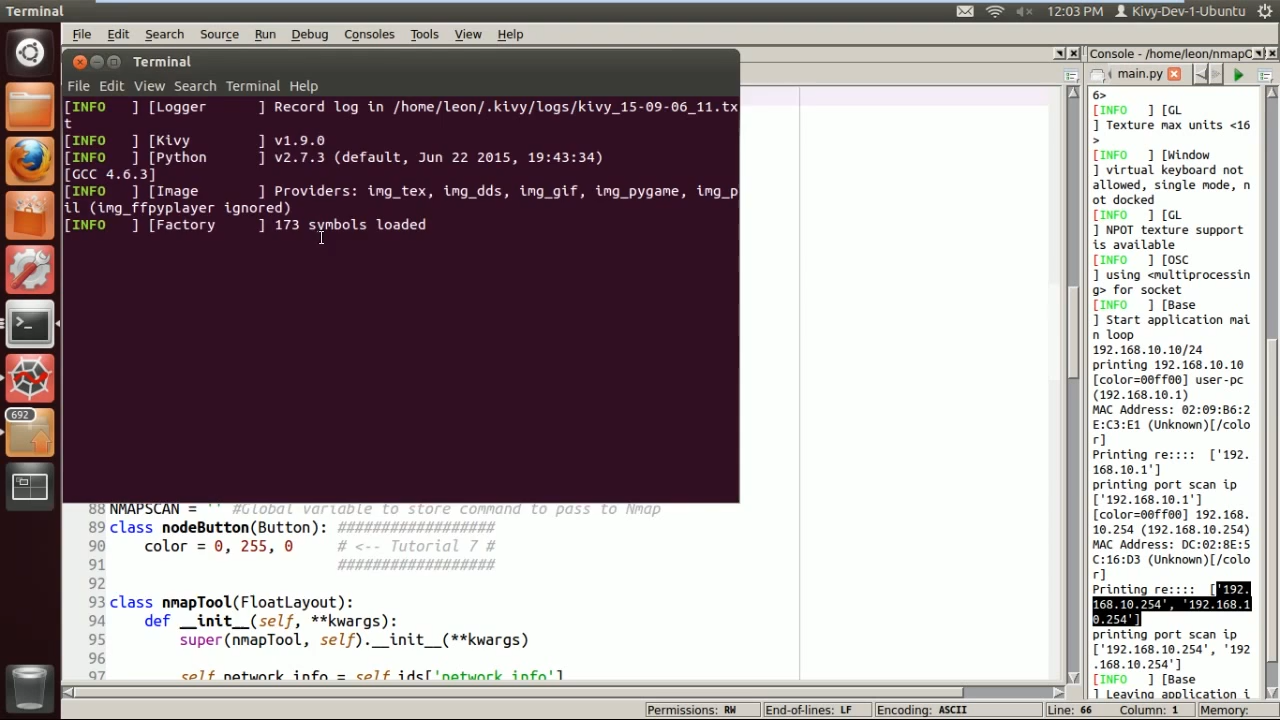 Terminal
12:03 PM
Kivy-Dev-1-Ubuntu
File Edit Search Source Run Debug Consoles Tools View Help
Terminal
File Edit View Search Terminal Help
[INFO   ] [Logger      ] Record log in /home/leon/.kivy/logs/kivy_15-09-06_11.tx
t
[INFO   ] [Kivy        ] v1.9.0
[INFO   ] [Python      ] v2.7.3 (default, Jun 22 2015, 19:43:34)
[GCC 4.6.3]
[INFO   ] [Image       ] Providers: img_tex, img_dds, img_gif, img_pygame, img_p
il (img_ffpyplayer ignored)
[INFO   ] [Factory     ] 173 symbols loaded
692
88 NMAPSCAN = '' #Global variable to store command to pass to Nmap
89 class nodeButton(Button): ##################
90     color = 0, 255, 0     # <-- Tutorial 7 #
91                           ##################
92
93 class nmapTool(FloatLayout):
94     def __init__(self, **kwargs):
95         super(nmapTool, self).__init__(**kwargs)
96
97         self.network_info = self.ids['network_info']
Console - /home/leon/nmapO
main.py
6>
[INFO   ] [GL
] Texture max units <16
>
[INFO   ] [Window
] virtual keyboard not
allowed, single mode, n
ot docked
[INFO   ] [GL
] NPOT texture support
is available
[INFO   ] [OSC
] using <multiprocessin
g> for socket
[INFO   ] [Base
] Start application mai
n loop
192.168.10.10/24
printing 192.168.10.10
[color=00ff00] user-pc
(192.168.10.1)
MAC Address: 02:09:B6:2
E:C3:E1 (Unknown)[/colo
r]
Printing re::::  ['192.
168.10.1']
printing port scan ip
['192.168.10.1']
[color=00ff00] 192.168.
10.254 (192.168.10.254)
MAC Address: DC:02:8E:5
C:16:D3 (Unknown)[/colo
r]
Printing re::::  ['192.
168.10.254', '192.168.1
0.254']
printing port scan ip
['192.168.10.254', '192
.168.10.254']
[INFO   ] [Base
] Leaving application i
Permissions: RW
End-of-lines: LF
Encoding: ASCII
Line: 66
Column: 1
Memory: